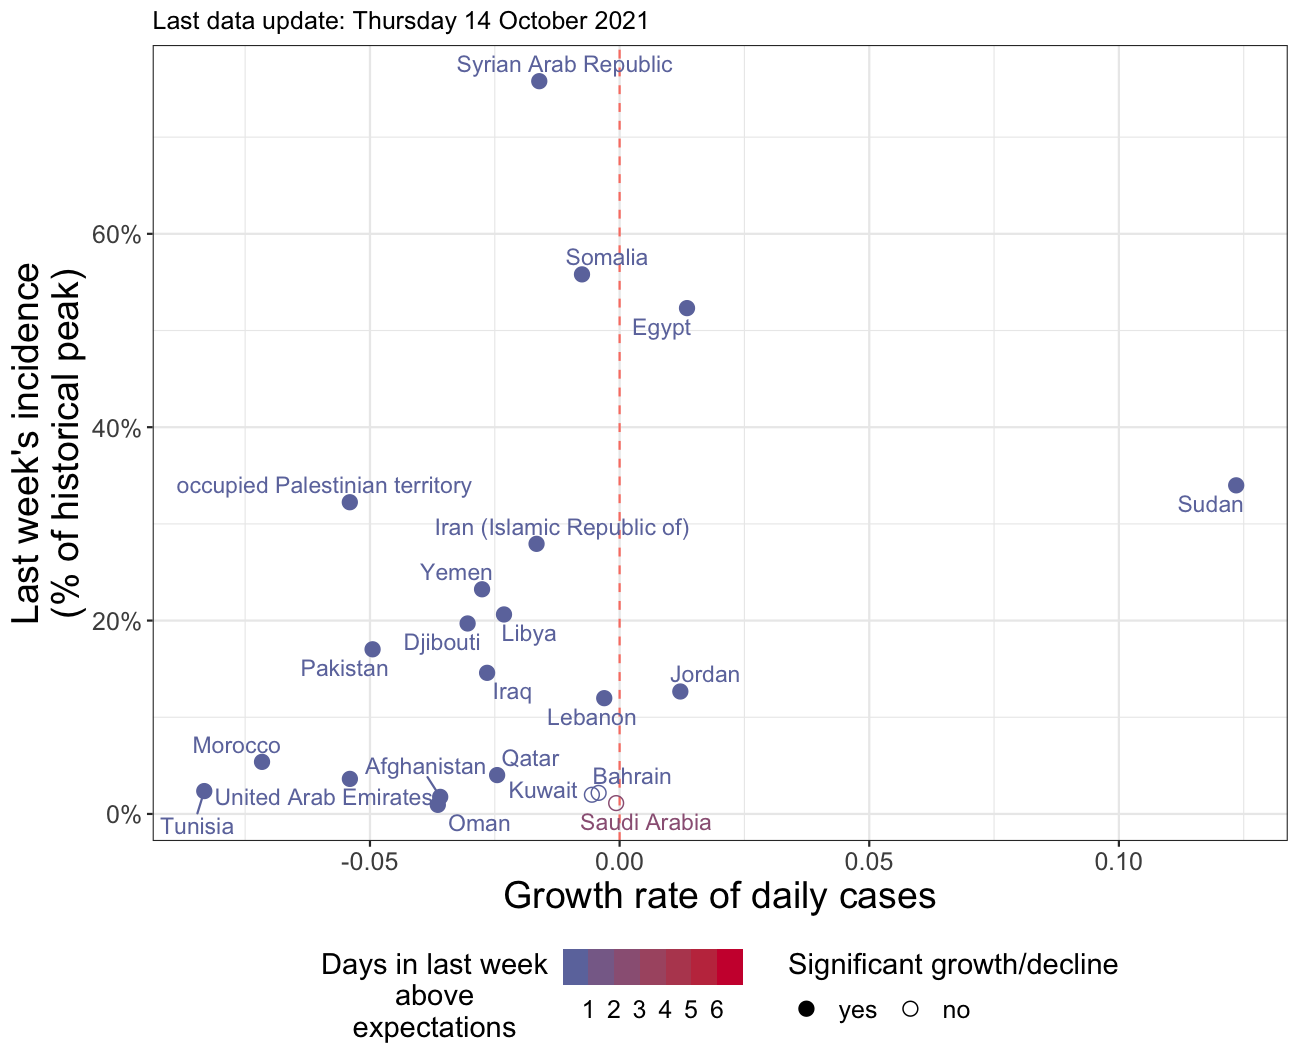 Last data update: Thursday 14 October 2021
Syrian Arab Republic
60%
Somalia
Egypt
Last week's incidence
(% of historical peak)
40%
occupied Palestinian territory
Sudan
Iran (Islamic Republic of)
Yemen
20%
Libya
Djibouti
Pakistan
Jordan
Iraq
Lebanon
Morocco
Qatar
Afghanistan
Bahrain
Kuwait
United Arab Emirates
0%
Saudi Arabia
Oman
Tunisia
-0.05 0.00 0.05 0.10
Growth rate of daily cases
Days in last week
above
expectations
1 2 3 4 5 6
Significant growth/decline
yes no